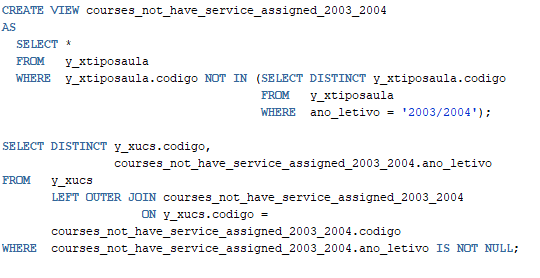 CREATE VIEW courses_not_have_service_assigned_2003_2004
AS
SELECT *
FROM y_xtiposaula
WHERE y_xtiposaula.codigo NOT IN (SELECT DISTINCT y_xtiposaula.codigo
FROM y_xtiposaula
WHERE ano_letivo = '2003/2004');
SELECT DISTINCT y_xucs.codigo,
courses_not_have_service_assigned_2003_2004.ano_letivo
FROM y_xucs
LEFT OUTER JOIN courses_not_have_service_assigned_2003_2004
ON y_xucs.codigo =
courses_not_have_service_assigned_2003_2004.codigo
WHERE courses_not_have_service_assigned_2003_2004.ano_letivo IS NOT NULL;